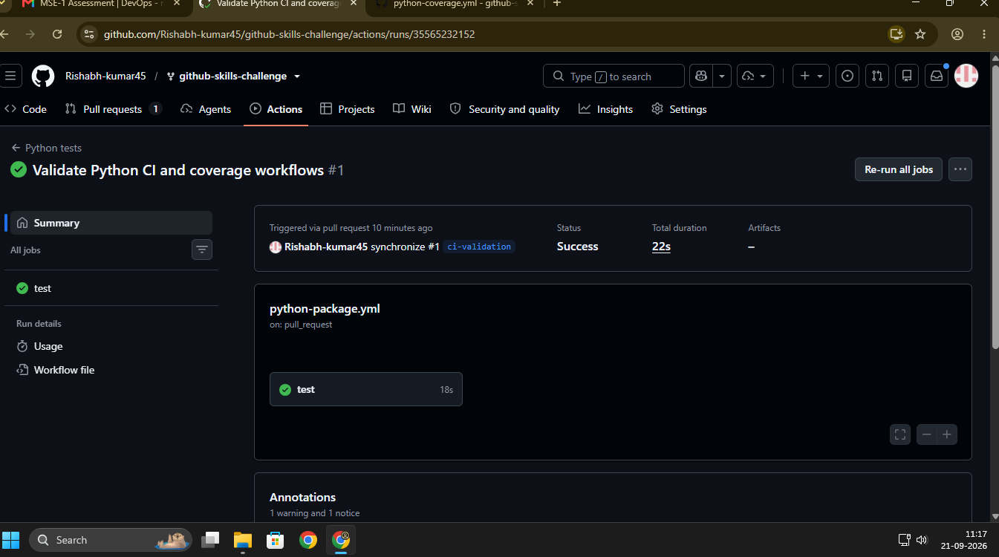 MSE-1 Assessment | DevOps -
Validate Python CI and coverage
python-coverage.yml - github-s
github.com/Rishabh-kumar45/github-skills-challenge/actions/runs/35565232152
Rishabh-kumar45 / github-skills-challenge
Type / to search
Code
Pull requests 1
Agents
Actions
Projects
Wiki
Security and quality
Insights
Settings
Python tests
Validate Python CI and coverage workflows #1
Re-run all jobs
Summary
All jobs
test
Run details
Usage
Workflow file
Triggered via pull request 10 minutes ago
Rishabh-kumar45 synchronize #1 ci-validation
Status
Success
Total duration
22s
Artifacts
–
python-package.yml
on: pull_request
test 18s
Annotations
1 warning and 1 notice
Search
11:17
21-09-2026